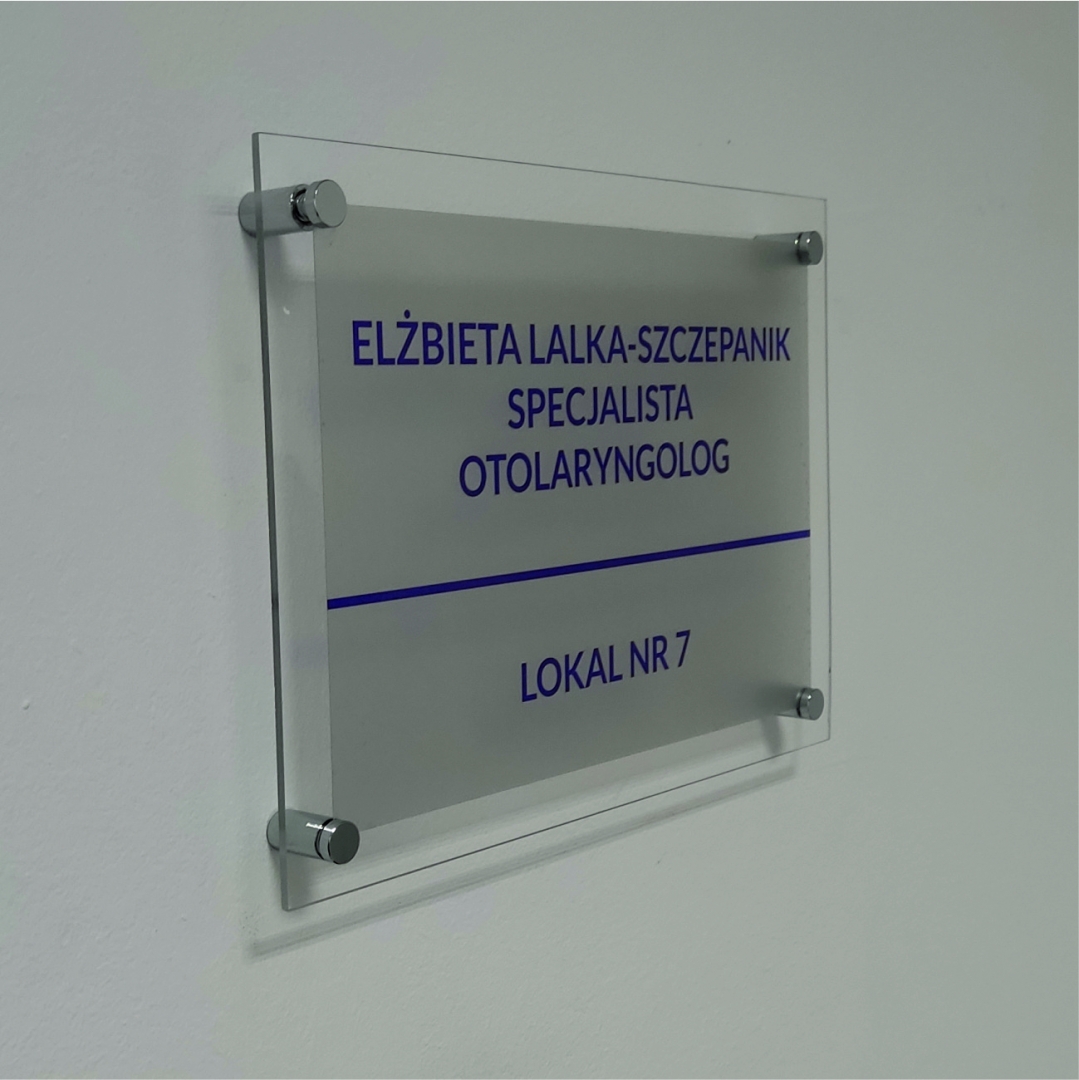 ELŻBIETA LALKA-SZCZEPANIK
SPECJALISTA
OTOLARYNGOLOG
LOKAL NR 7